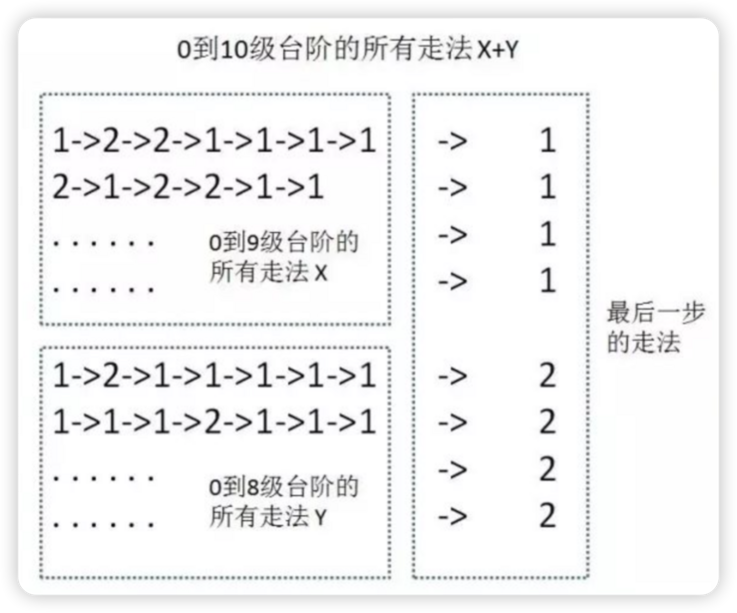 0到10级台阶的所有走法X+Y
1->2->2->1->1->1->1 -> 1
2->1->2->2->1->1 -> 1
...... 0到9级台阶的 -> 1
...... 所有走法 X -> 1
最后一步
的走法
1->2->1->1->1->1->1 -> 2
1->1->1->2->1->1->1 -> 2
...... 0到8级台阶的 -> 2
...... 所有走法 Y -> 2